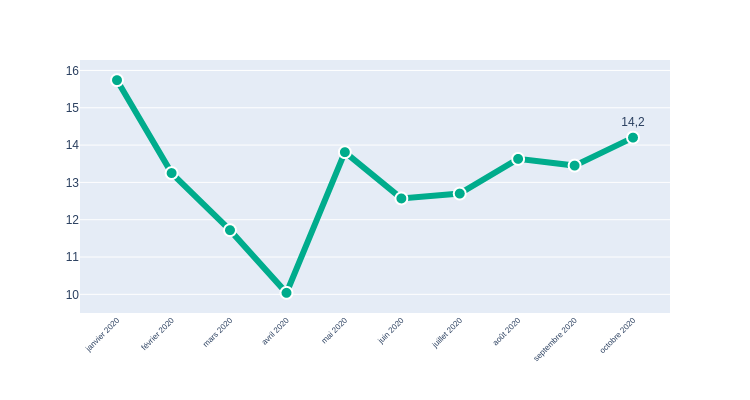 16
15
14
13
12
11
10
14,2
janvier 2020
février 2020
mars 2020
avril 2020
mai 2020
juin 2020
juillet 2020
août 2020
septembre 2020
octobre 2020